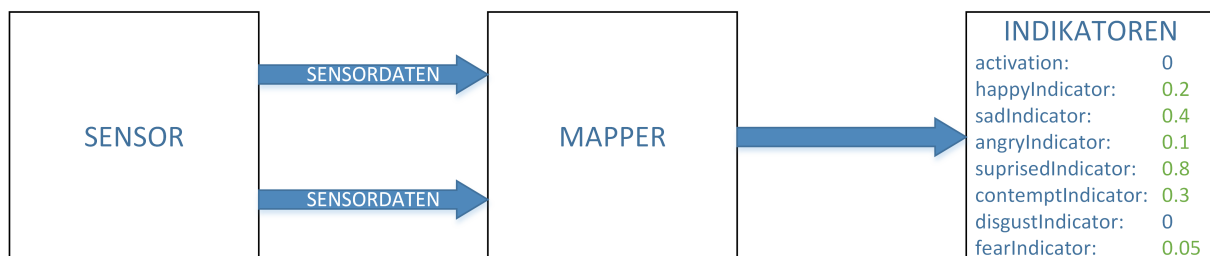 SENSOR
SENSORDATEN
SENSORDATEN
MAPPER
INDIKATOREN
activation: 0
happyIndicator: 0.2
sadIndicator: 0.4
angryIndicator: 0.1
suprisedIndicator: 0.8
contemptIndicator: 0.3
disgustIndicator: 0
fearIndicator: 0.05